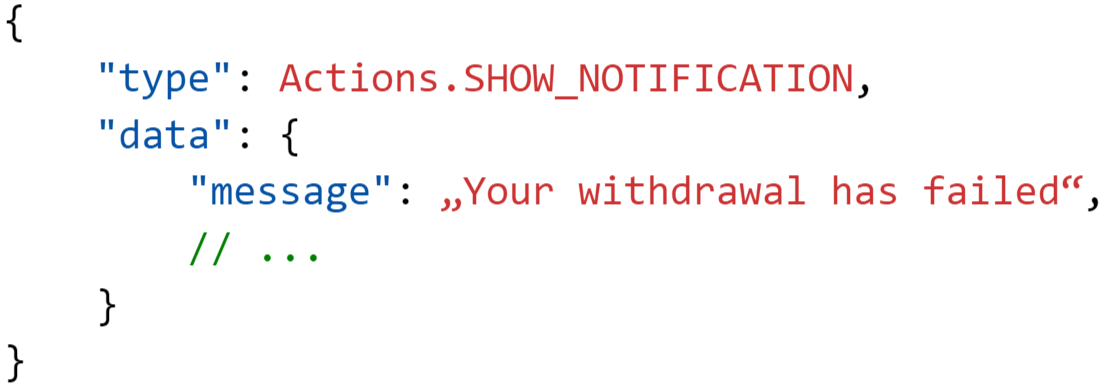 {
    "type": Actions.SHOW_NOTIFICATION,
    "data": {
        "message": „Your withdrawal has failed“,
        // ...
    }
}